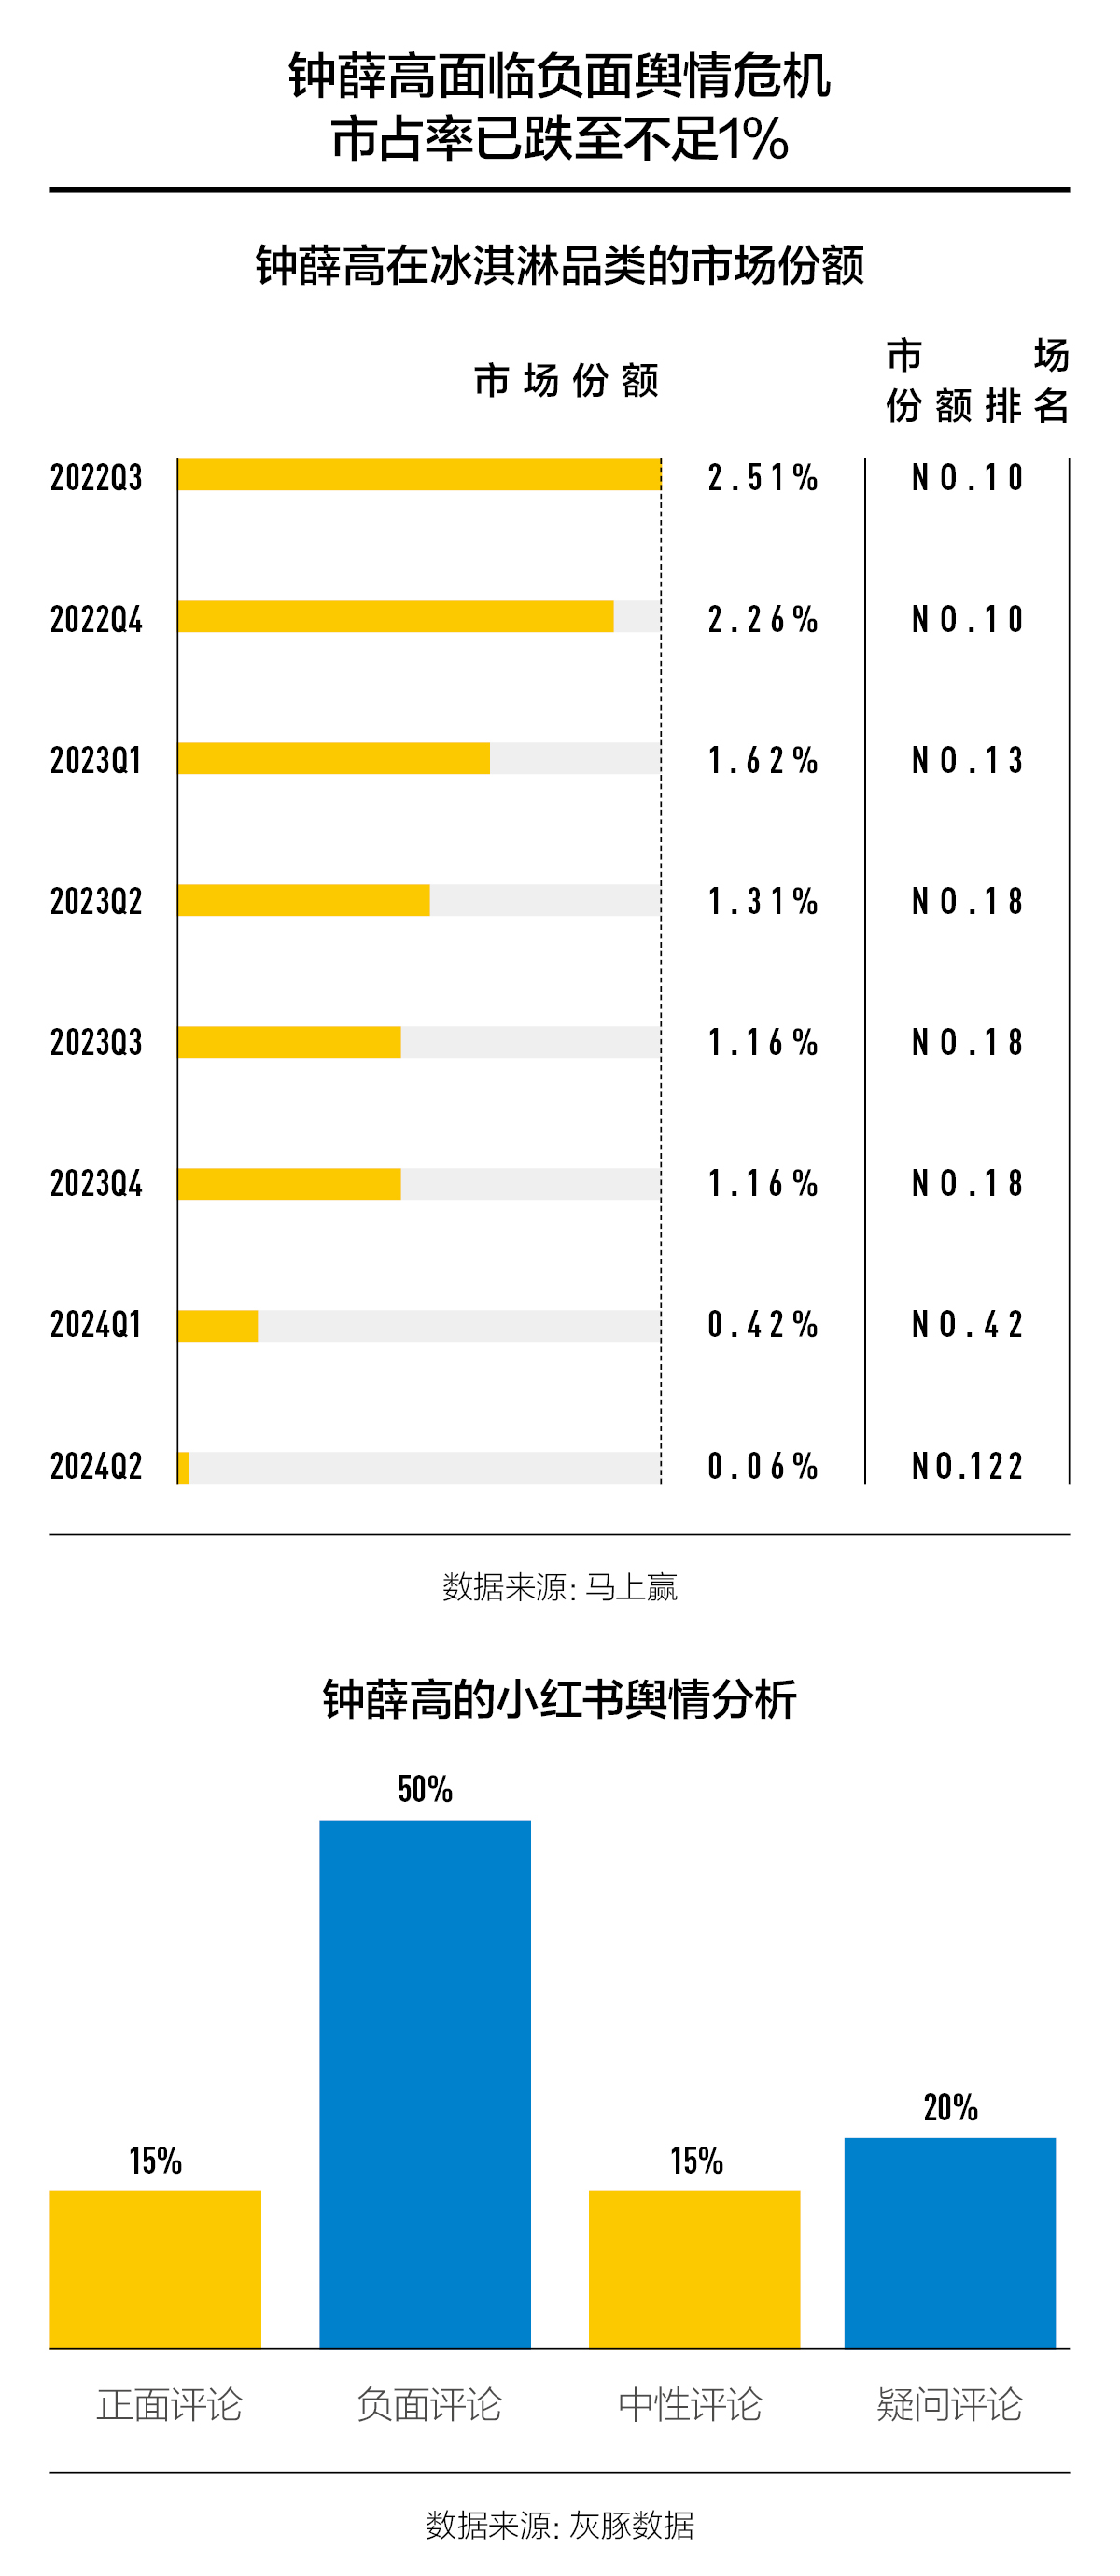 钟薛高面临负面舆情危机
市占率已跌至不足1%
钟薛高在冰淇淋品类的市场份额
市场份额
市场
份额排名
2022Q3 2.51% NO.10
2022Q4 2.26% NO.10
2023Q1 1.62% NO.13
2023Q2 1.31% NO.18
2023Q3 1.16% NO.18
2023Q4 1.16% NO.18
2024Q1 0.42% NO.42
2024Q2 0.06% NO.122
数据来源：马上赢
钟薛高的小红书舆情分析
50%
20%
15% 15%
正面评论 负面评论 中性评论 疑问评论
数据来源：灰豚数据